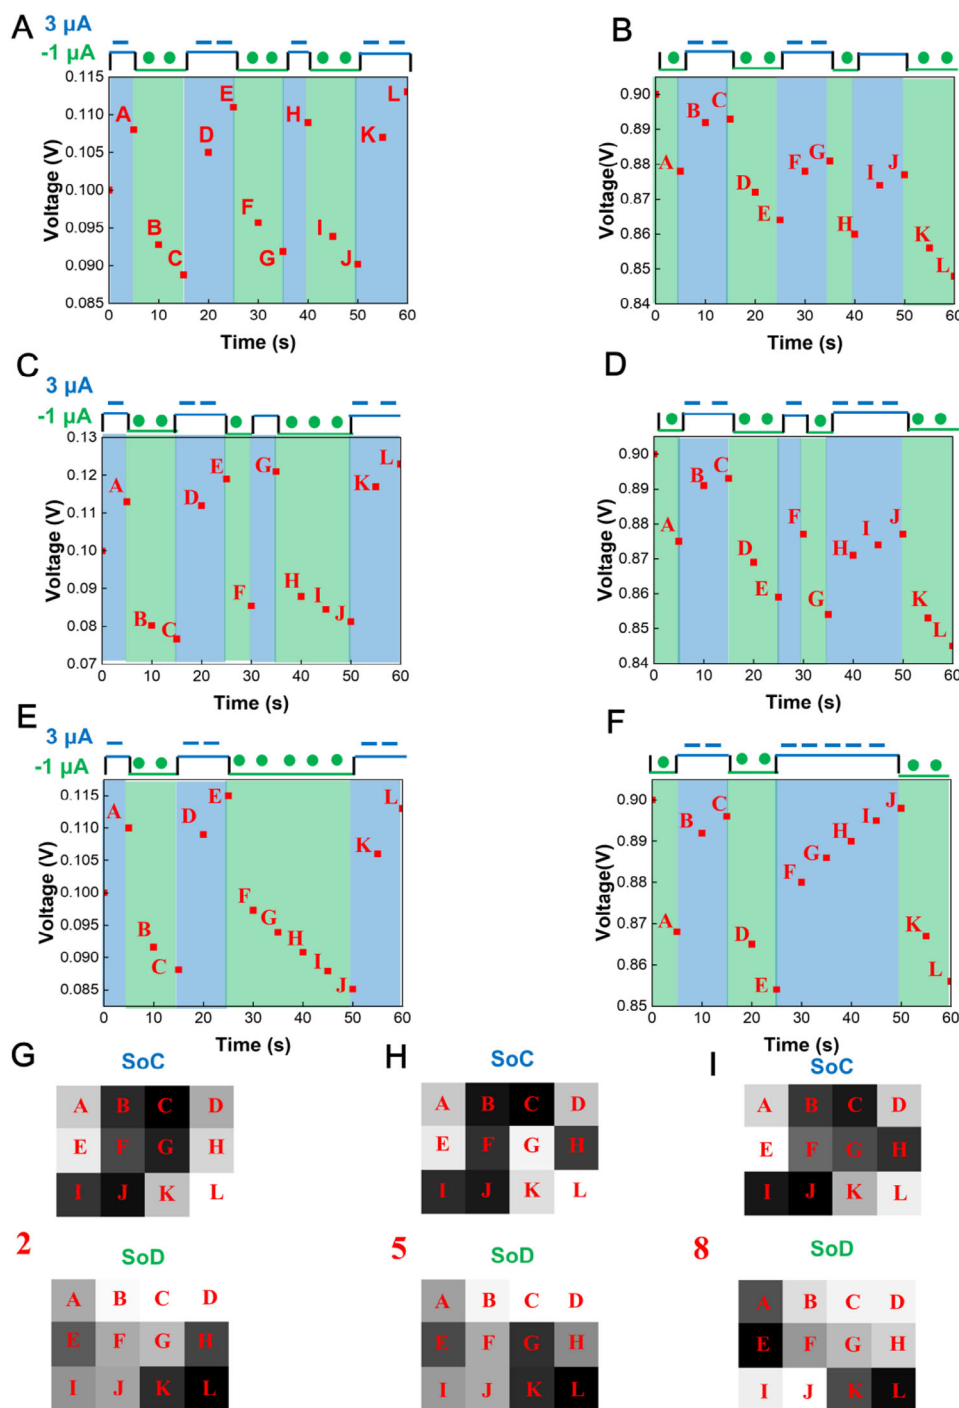 A
3 µA
-1 µA
0.115
0.110
0.105
0.100
0.095
0.090
0.085
Voltage (V)
A
B
C
D
E
F
G
H
I
J
K
L
0 10 20 30 40 50 60
Time (s)
B
0.90
0.89
0.88
0.87
0.86
0.85
0.84
Voltage(V)
A
B
C
D
E
F
G
H
I
J
K
L
0 10 20 30 40 50 60
Time (s)
C
3 µA
-1 µA
0.13
0.12
0.11
0.10
0.09
0.08
0.07
Voltage (V)
A
B
C
D
E
F
G
H
I
J
K
L
0 10 20 30 40 50 60
Time (s)
D
0.90
0.89
0.88
0.87
0.86
0.85
0.84
Voltage (V)
A
B
C
D
E
F
G
H
I
J
K
L
0 10 20 30 40 50 60
Time (s)
E
3 µA
-1 µA
0.115
0.110
0.105
0.100
0.095
0.090
0.085
Voltage (V)
A
B
C
D
E
F
G
H
I
J
K
L
0 10 20 30 40 50 60
Time (s)
F
0.90
0.89
0.88
0.87
0.86
0.85
Voltage(V)
A
B
C
D
E
F
G
H
I
J
K
L
0 10 20 30 40 50 60
Time (s)
G
SoC
A B C D
E F G H
I J K L
2
SoD
A B C D
E F G H
I J K L
H
SoC
A B C D
E F G H
I J K L
5
SoD
A B C D
E F G H
I J K L
I
SoC
A B C D
E F G H
I J K L
8
SoD
A B C D
E F G H
I J K L